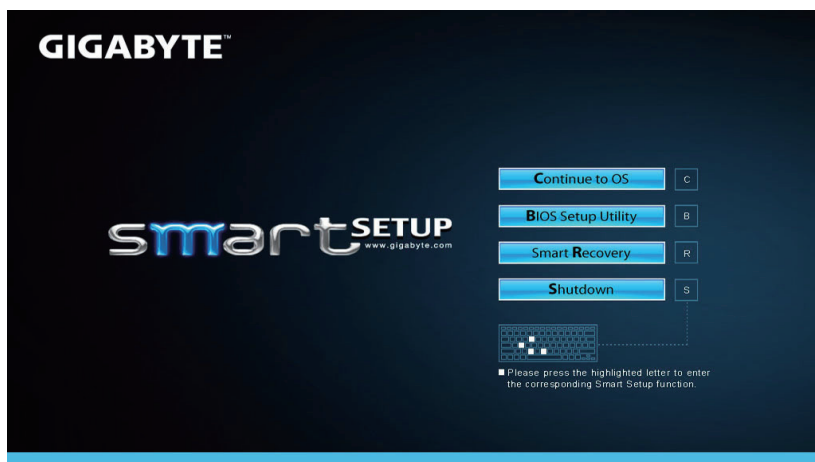 GIGABYTE™
smart SETUP
www.gigabyte.com
Continue to OS C
BIOS Setup Utility B
Smart Recovery R
Shutdown S
Please press the highlighted letter to enter
the corresponding Smart Setup function.